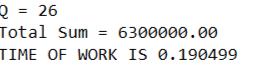 Q = 26
Total Sum = 6300000.00
TIME OF WORK IS 0.190499